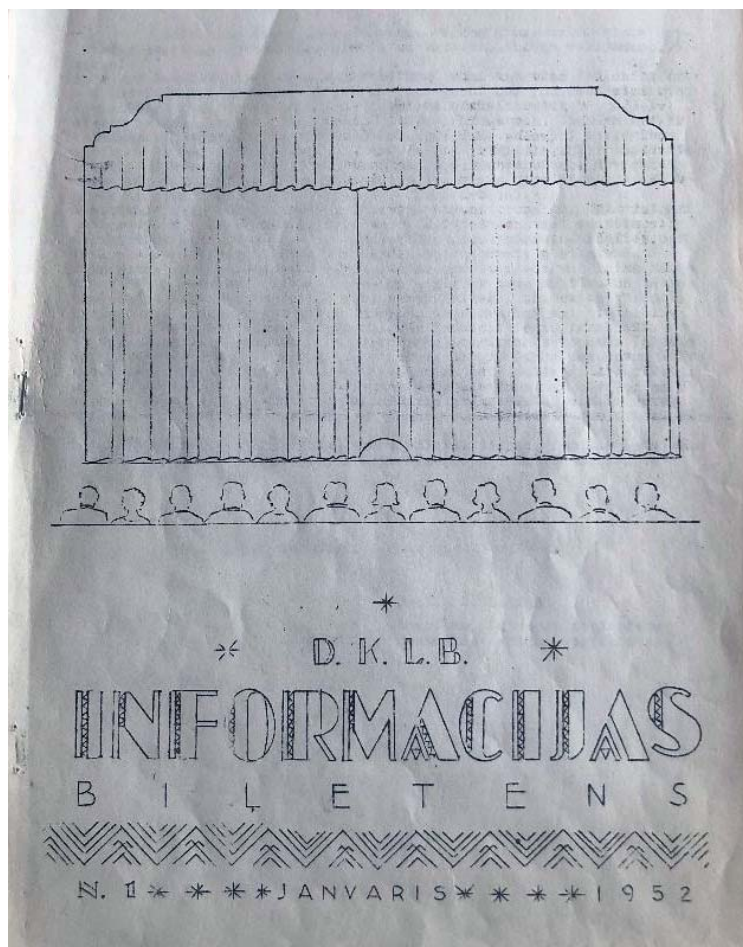 D. K. L. B.
INFORMACIJAS
BIĻETENS
N. 1 * * * * JANVARIS * * * * 1952